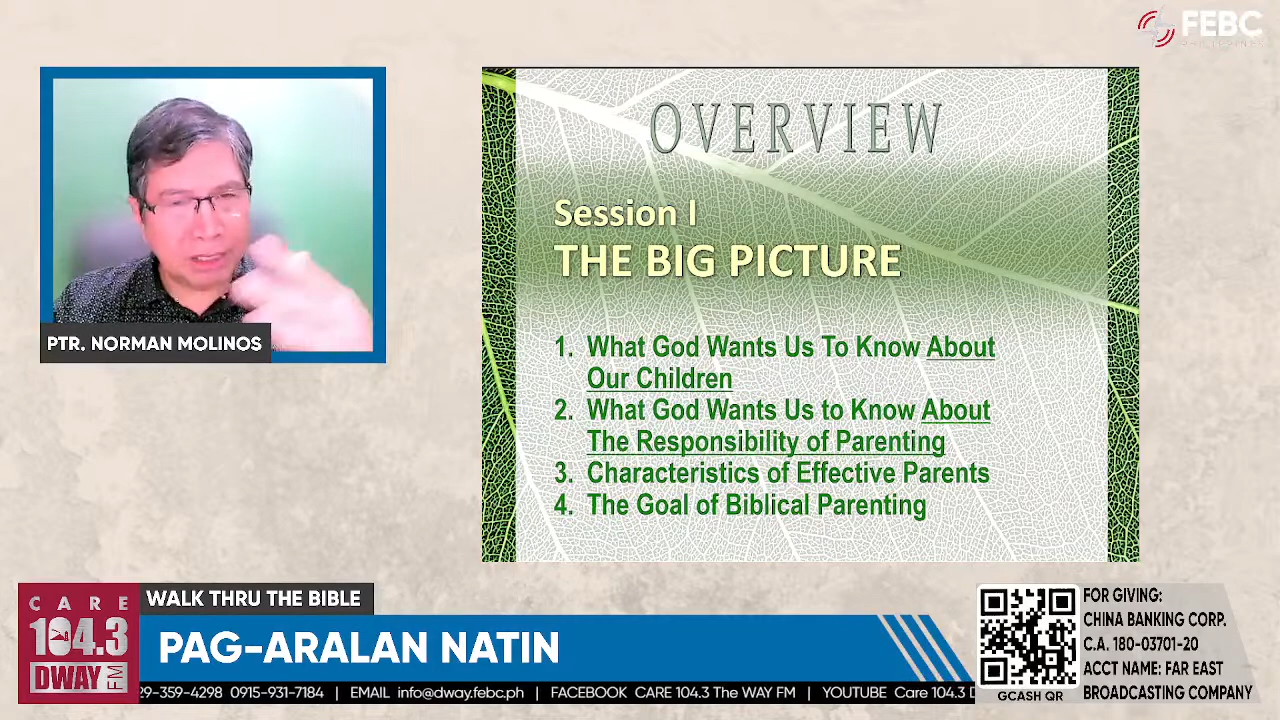 FEBC
PHILIPPINES
OVERVIEW
Session I
THE BIG PICTURE
1. What God Wants Us To Know About
Our Children
2. What God Wants Us to Know About
The Responsibility of Parenting
3. Characteristics of Effective Parents
4. The Goal of Biblical Parenting
PTR. NORMAN MOLINOS
CARE
104.3
DWAY FM
WALK THRU THE BIBLE
PAG-ARALAN NATIN
29-359-4298 0915-931-7184 | EMAIL info@dway.febc.ph | FACEBOOK CARE 104.3 The WAY FM | YOUTUBE Care 104.3 D
GCASH QR
FOR GIVING:
CHINA BANKING CORP.
C.A. 180-03701-20
ACCT NAME: FAR EAST
BROADCASTING COMPANY